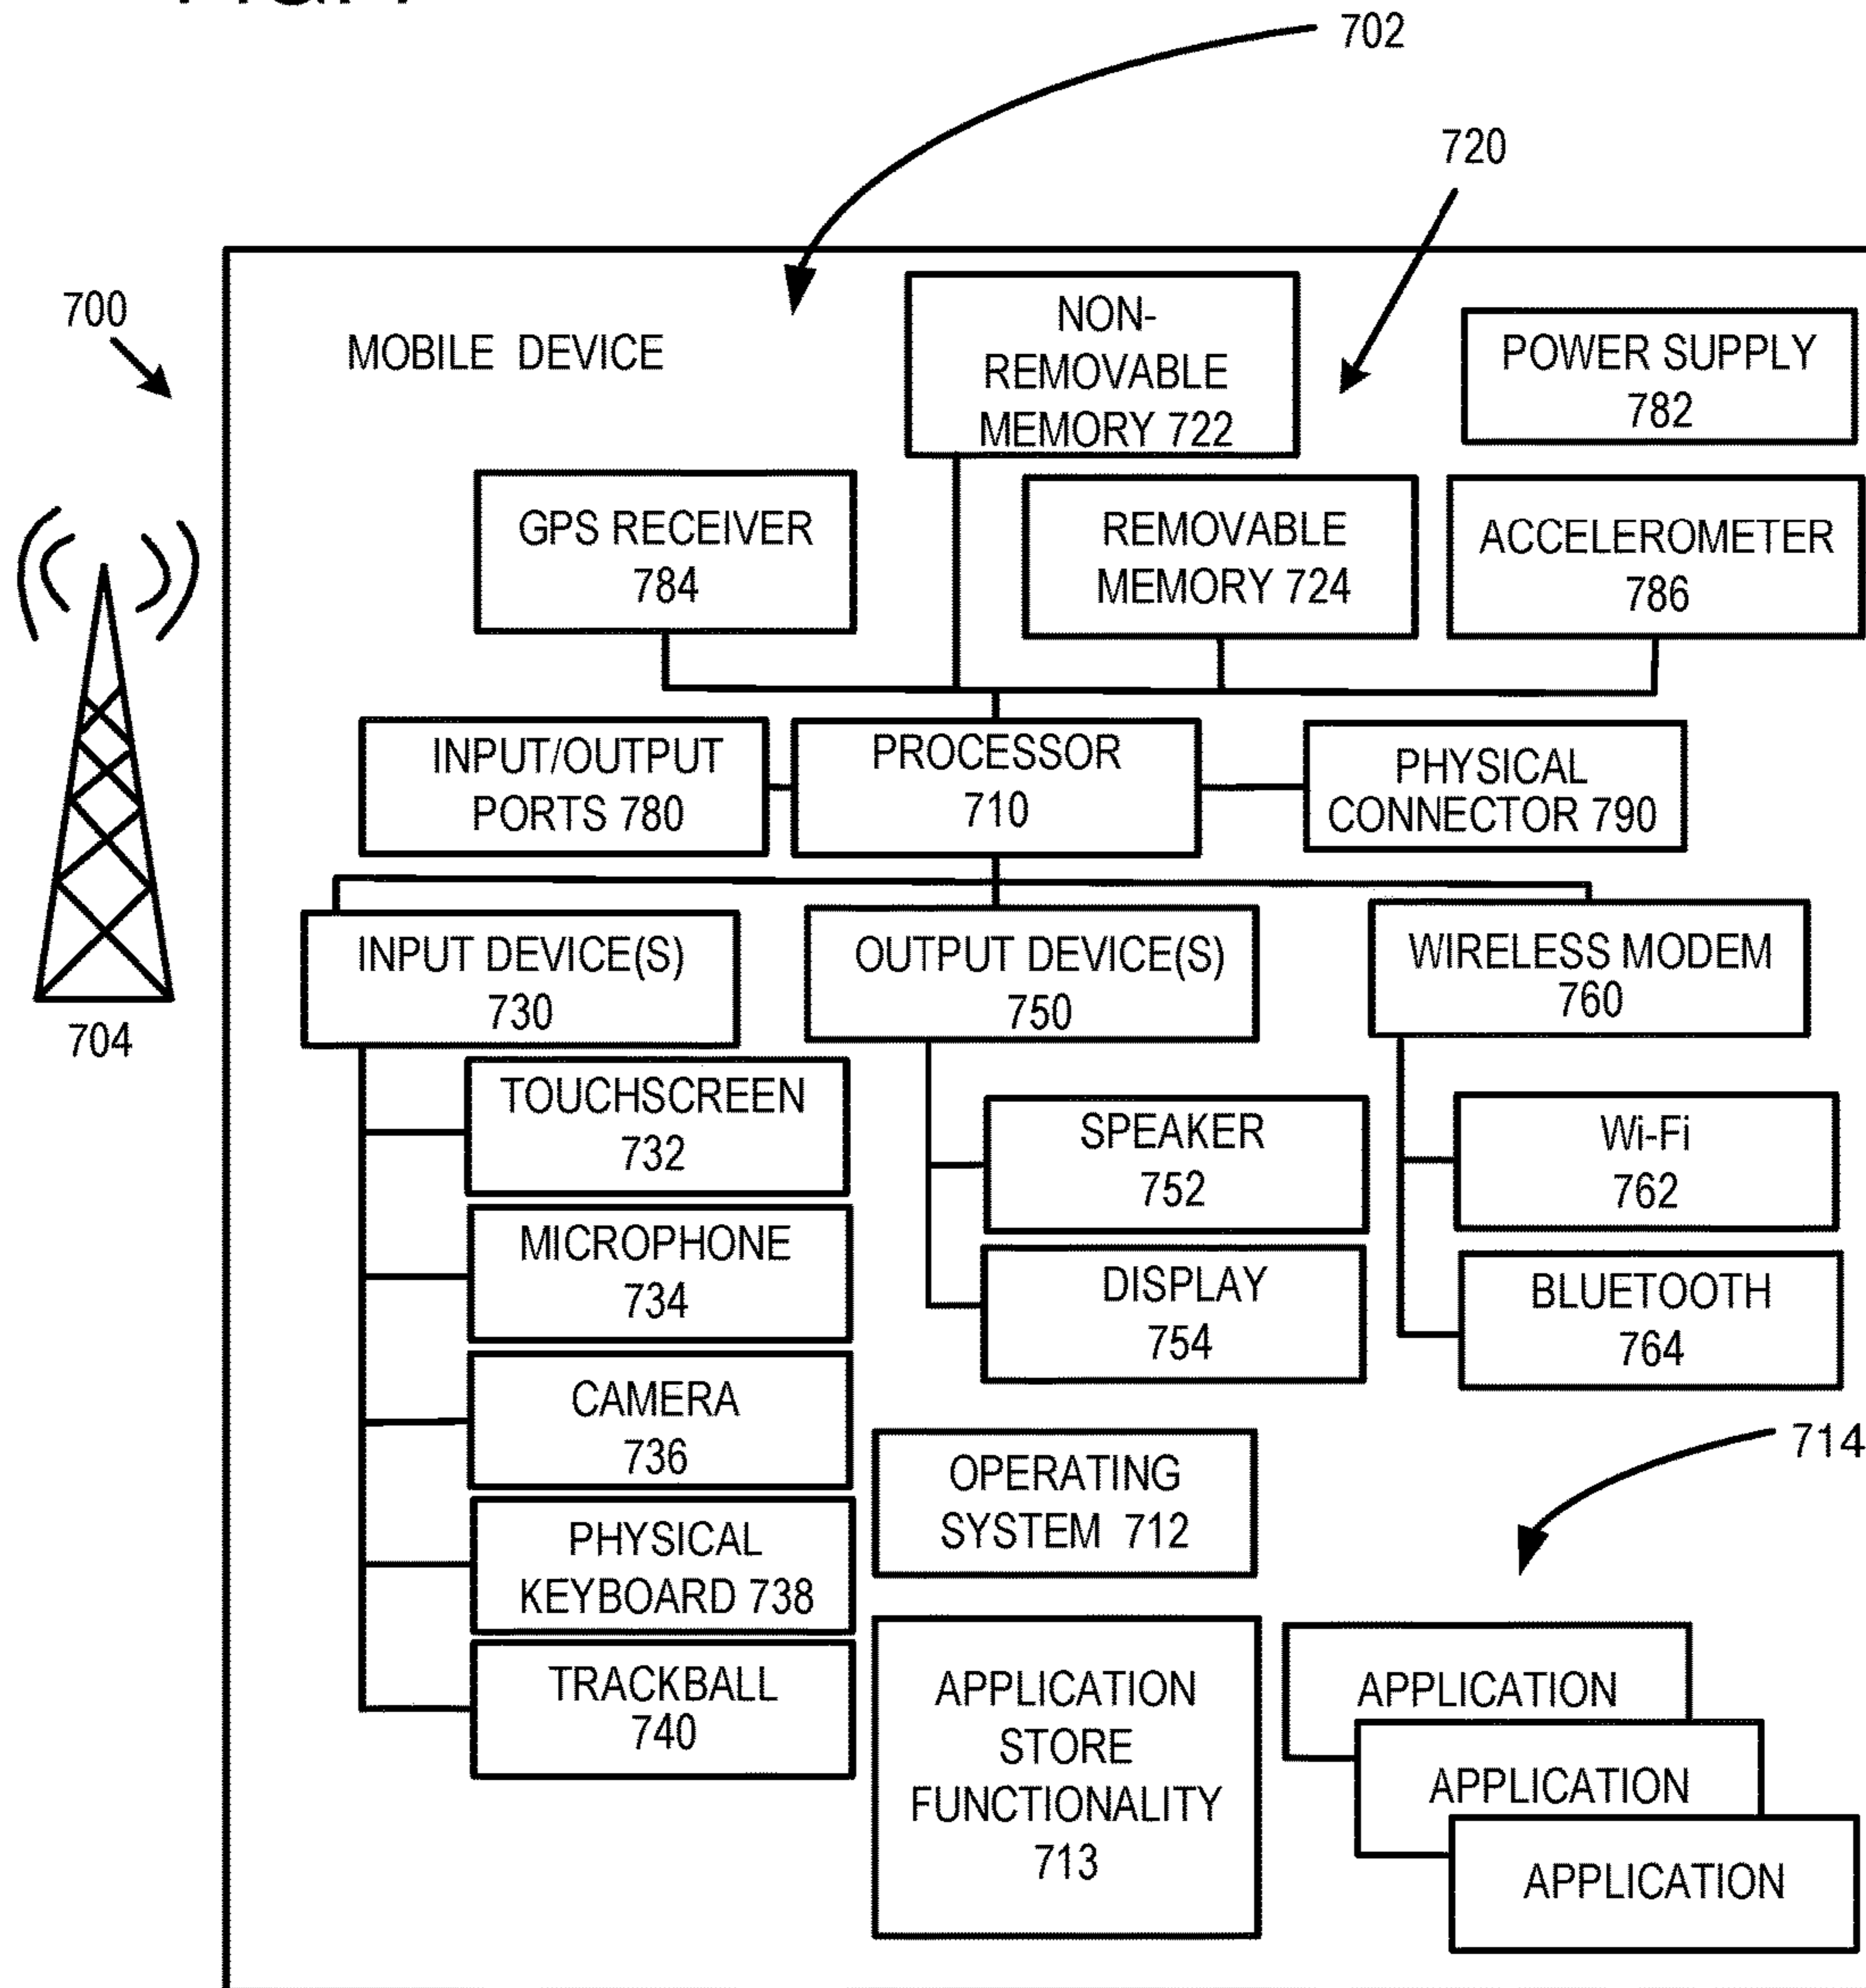 702
720
700
MOBILE DEVICE
NON-
REMOVABLE
MEMORY 722
POWER SUPPLY
782
GPS RECEIVER
784
REMOVABLE
MEMORY 724
ACCELEROMETER
786
INPUT/OUTPUT
PORTS 780
PROCESSOR
710
PHYSICAL
CONNECTOR 790
704
INPUT DEVICE(S)
730
OUTPUT DEVICE(S)
750
WIRELESS MODEM
760
TOUCHSCREEN
732
MICROPHONE
734
CAMERA
736
PHYSICAL
KEYBOARD 738
TRACKBALL
740
SPEAKER
752
DISPLAY
754
Wi-Fi
762
BLUETOOTH
764
OPERATING
SYSTEM 712
714
APPLICATION
STORE
FUNCTIONALITY
713
APPLICATION
APPLICATION
APPLICATION